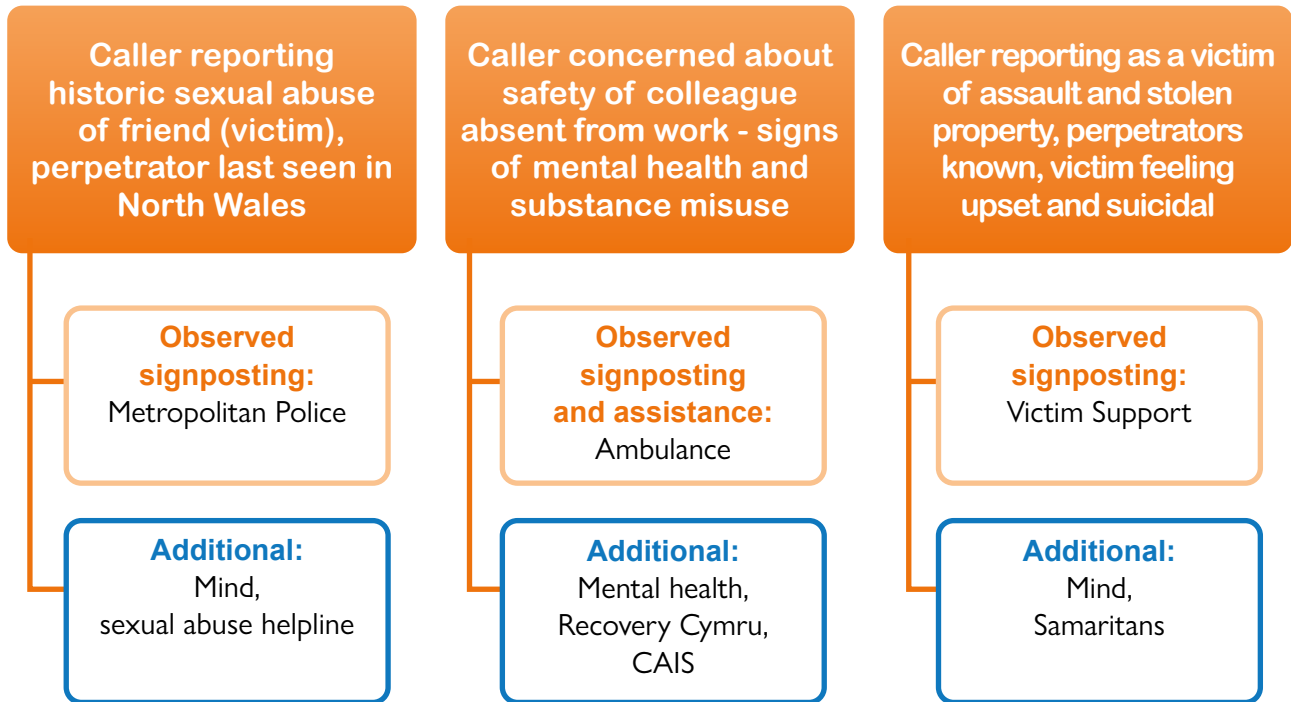 Caller reporting
historic sexual abuse
of friend (victim),
perpetrator last seen in
North Wales
Observed
signposting:
Metropolitan Police
Additional:
Mind,
sexual abuse helpline
Caller concerned about
safety of colleague
absent from work - signs
of mental health and
substance misuse
Observed
signposting
and assistance:
Ambulance
Additional:
Mental health,
Recovery Cymru,
CAIS
Caller reporting as a victim
of assault and stolen
property, perpetrators
known, victim feeling
upset and suicidal
Observed
signposting:
Victim Support
Additional:
Mind,
Samaritans